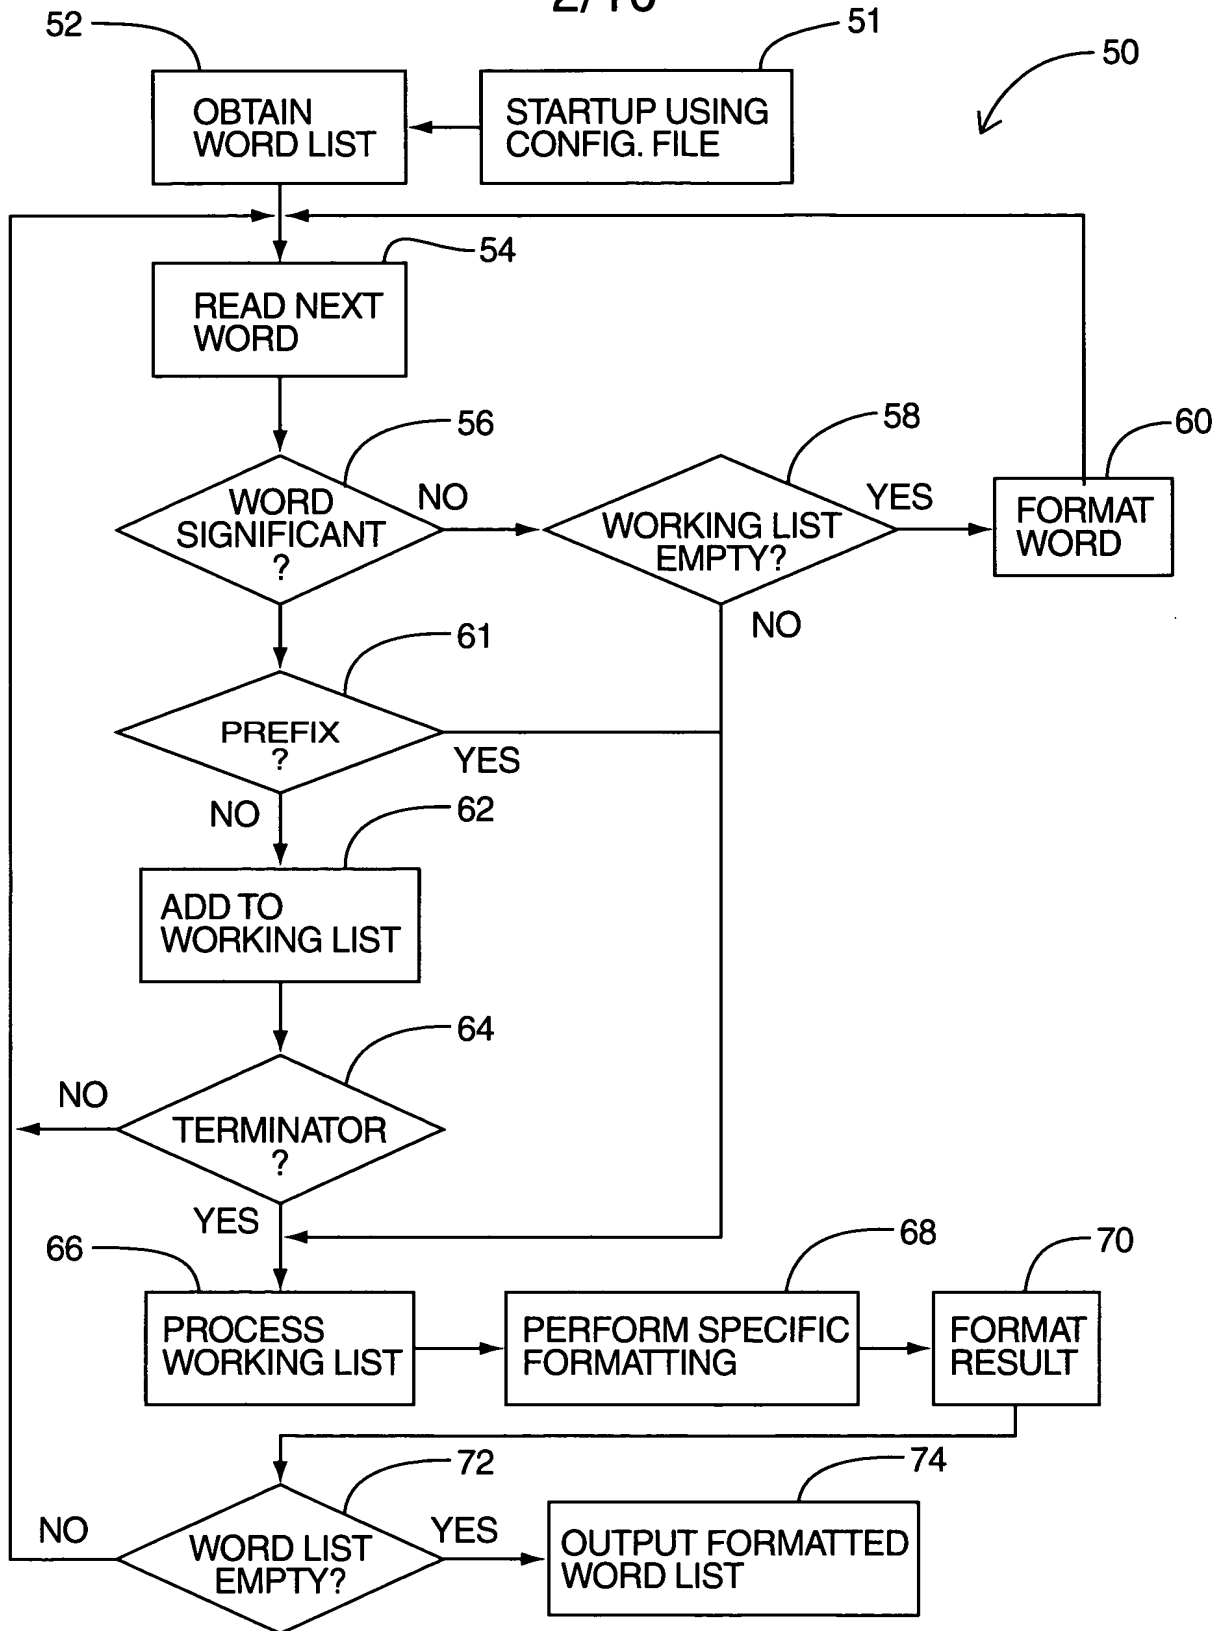 52
51
50
OBTAIN
WORD LIST
STARTUP USING
CONFIG. FILE
54
READ NEXT
WORD
56
58
60
WORD
SIGNIFICANT
?
NO
WORKING LIST
EMPTY?
YES
FORMAT
WORD
NO
61
PREFIX
?
YES
NO
62
ADD TO
WORKING LIST
64
NO
TERMINATOR
?
YES
66
68
70
PROCESS
WORKING LIST
PERFORM SPECIFIC
FORMATTING
FORMAT
RESULT
72
74
NO
WORD LIST
EMPTY?
YES
OUTPUT FORMATTED
WORD LIST